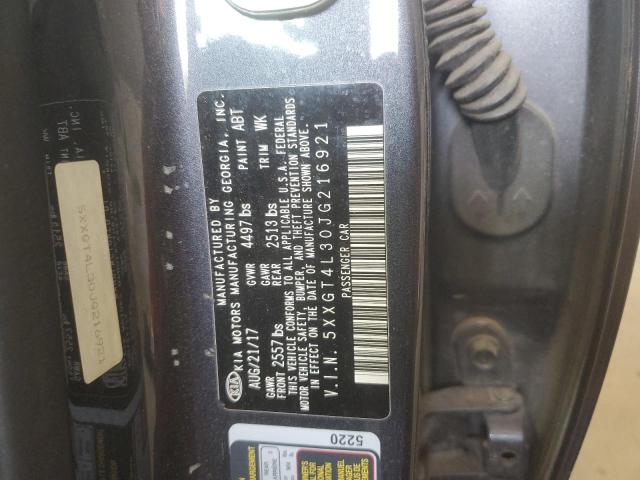 KIA
MANUFACTURED BY
KIA MOTORS MANUFACTURING GEORGIA, INC.
AUG/21/17 GVWR 4497lbs PAINT ABT
GAWR FRONT 2557lbs GAWR REAR 2513lbs TRIM WK
THIS VEHICLE CONFORMS TO ALL APPLICABLE U.S.A. FEDERAL
MOTOR VEHICLE SAFETY, BUMPER, AND THEFT PREVENTION STANDARDS
IN EFFECT ON THE DATE OF MANUFACTURE SHOWN ABOVE.
V.I.N. 5XXGT4L30JG216921
PASSENGER CAR
5220
5XXGT4L30JG216921